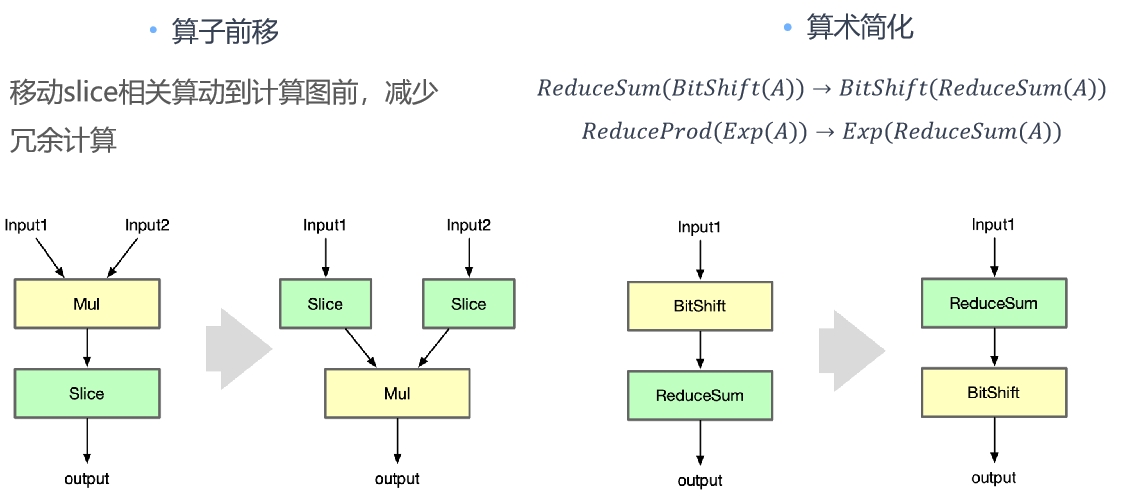 算子前移
移动slice相关算动到计算图前，减少
冗余计算
算术简化
ReduceSum(BitShift(A)) → BitShift(ReduceSum(A))
ReduceProd(Exp(A)) → Exp(ReduceSum(A))
Input1
Input2
Mul
Slice
output
Input1
Input2
Slice
Slice
Mul
output
Input1
BitShift
ReduceSum
output
Input1
ReduceSum
BitShift
output